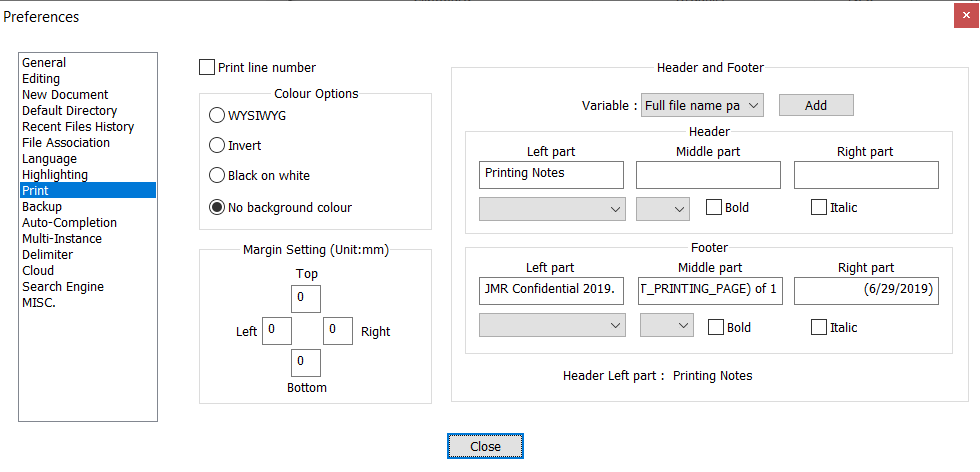 Preferences
General
Editing
New Document
Default Directory
Recent Files History
File Association
Language
Highlighting
Print
Backup
Auto-Completion
Multi-Instance
Delimiter
Cloud
Search Engine
MISC.
Print line number
Colour Options
WYSIWYG
Invert
Black on white
No background colour
Margin Setting (Unit:mm)
Top
0
Left 0 0 Right
0
Bottom
Header and Footer
Variable : Full file name pa Add
Header
Left part Middle part Right part
Printing Notes
Bold Italic
Footer
Left part Middle part Right part
JMR Confidential 2019. T_PRINTING_PAGE) of 1 (6/29/2019)
Bold Italic
Header Left part : Printing Notes
Close